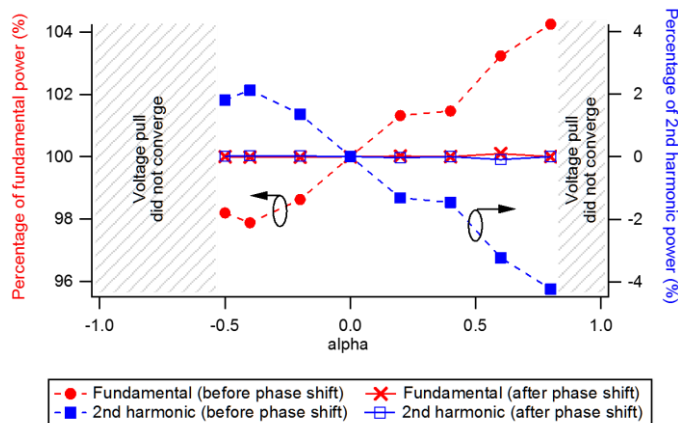 Percentage of fundamental power (%)
104
102
100
98
96
Voltage pull
did not converge
Voltage pull
did not converge
4
2
0
-2
-4
Percentage of 2nd harmonic power (%)
-1.0
-0.5
0.0
0.5
1.0
alpha
Fundamental (before phase shift)
Fundamental (after phase shift)
2nd harmonic (before phase shift)
2nd harmonic (after phase shift)